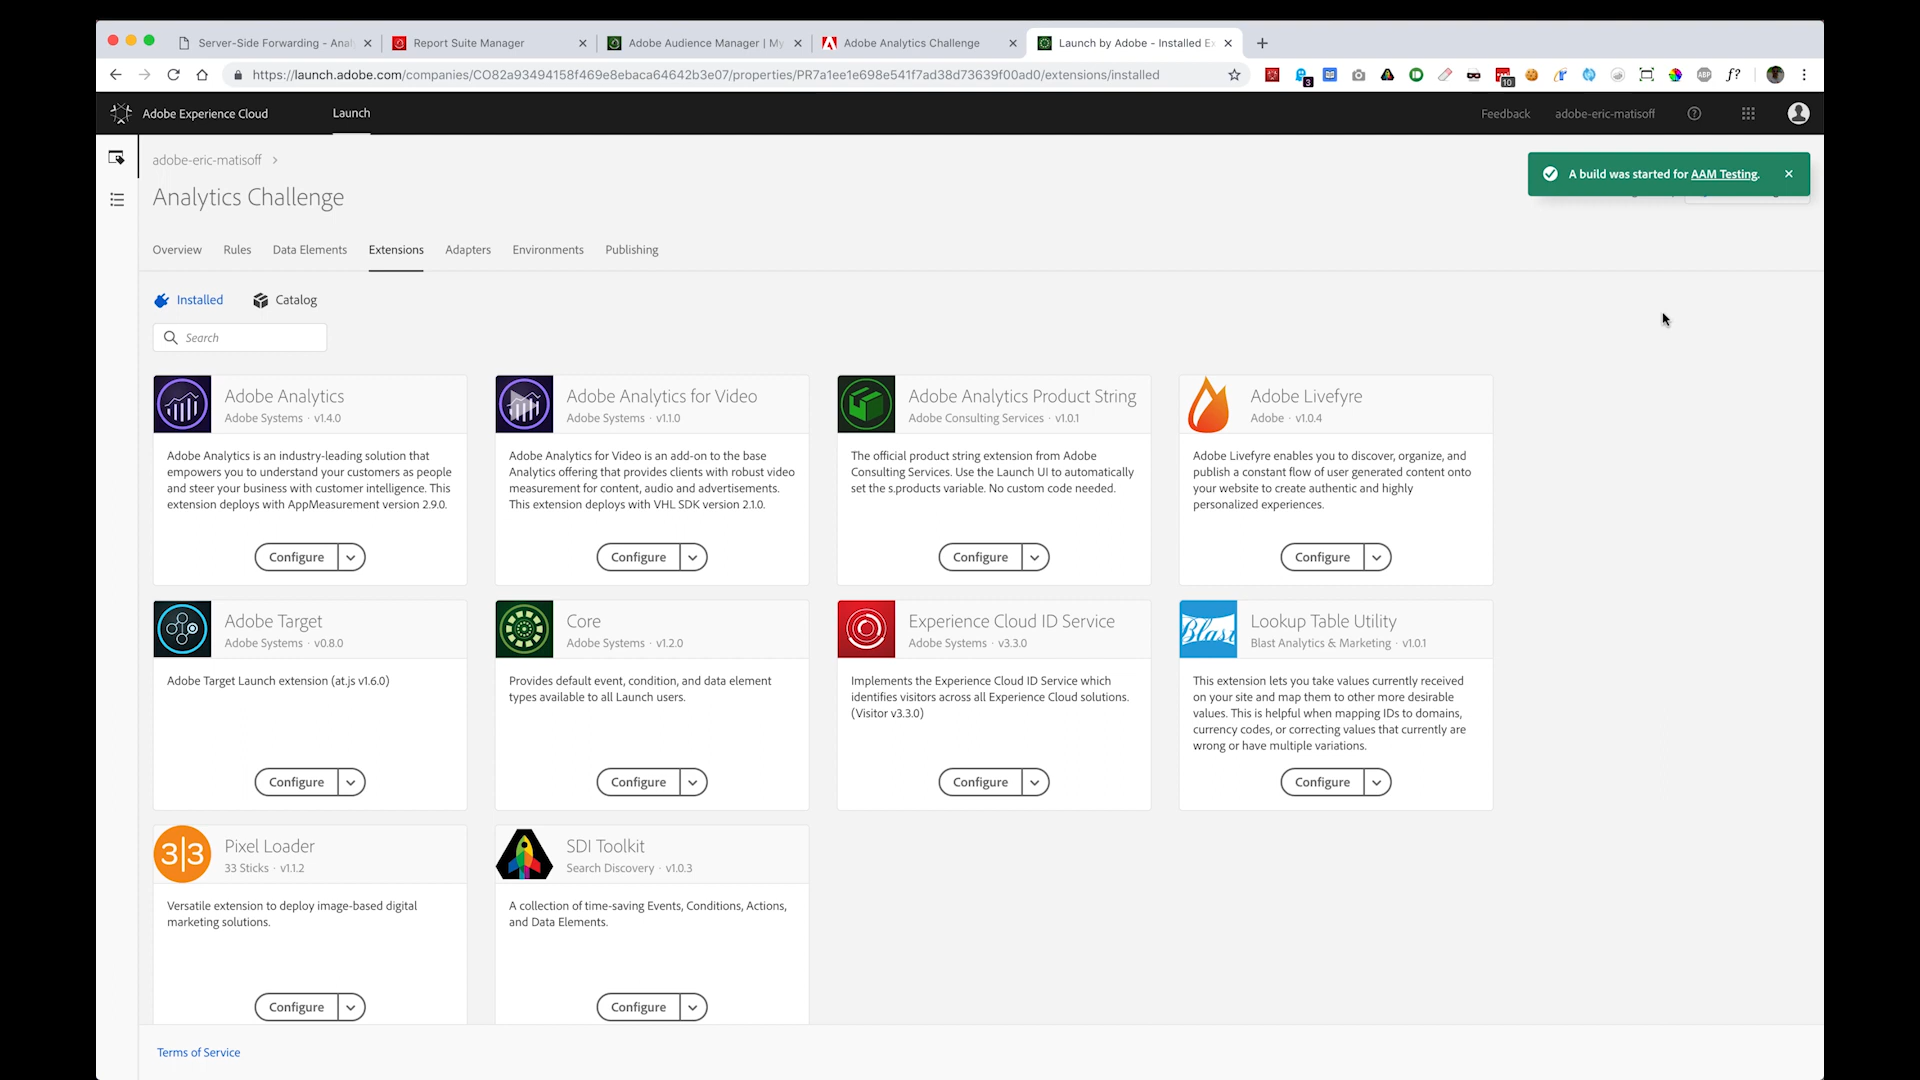 Server-Side Forwarding - Anal
Report Suite Manager
Adobe Audience Manager | My
Adobe Analytics Challenge
Launch by Adobe - Installed Ex
https://launch.adobe.com/companies/CO82a93494158f469e8ebaca64642b3e07/properties/PR7a1ee1e698e541f7ad38d73639f00ad0/extensions/installed
3
10
ABP
f?
Adobe Experience Cloud
Launch
Feedback
adobe-eric-matisoff
adobe-eric-matisoff
A build was started for AAM Testing.
Analytics Challenge
Overview
Rules
Data Elements
Extensions
Adapters
Environments
Publishing
Installed
Catalog
Search
Adobe Analytics
Adobe Systems · v1.4.0
Adobe Analytics is an industry-leading solution that
empowers you to understand your customers as people
and steer your business with customer intelligence. This
extension deploys with AppMeasurement version 2.9.0.
Configure
Adobe Analytics for Video
Adobe Systems · v1.1.0
Adobe Analytics for Video is an add-on to the base
Analytics offering that provides clients with robust video
measurement for content, audio and advertisements.
This extension deploys with VHL SDK version 2.1.0.
Configure
Adobe Analytics Product String
Adobe Consulting Services · v1.0.1
The official product string extension from Adobe
Consulting Services. Use the Launch UI to automatically
set the s.products variable. No custom code needed.
Configure
Adobe Livefyre
Adobe · v1.0.4
Adobe Livefyre enables you to discover, organize, and
publish a constant flow of user generated content onto
your website to create authentic and highly
personalized experiences.
Configure
Adobe Target
Adobe Systems · v0.8.0
Adobe Target Launch extension (at.js v1.6.0)
Configure
Core
Adobe Systems · v1.2.0
Provides default event, condition, and data element
types available to all Launch users.
Configure
Experience Cloud ID Service
Adobe Systems · v3.3.0
Implements the Experience Cloud ID Service which
identifies visitors across all Experience Cloud solutions.
(Visitor v3.3.0)
Configure
Blast
Lookup Table Utility
Blast Analytics & Marketing · v1.0.1
This extension lets you take values currently received
on your site and map them to other more desirable
values. This is helpful when mapping IDs to domains,
currency codes, or correcting values that currently are
wrong or have multiple variations.
Configure
3|3
Pixel Loader
33 Sticks · v1.1.2
Versatile extension to deploy image-based digital
marketing solutions.
Configure
SDI Toolkit
Search Discovery · v1.0.3
A collection of time-saving Events, Conditions, Actions,
and Data Elements.
Configure
Terms of Service